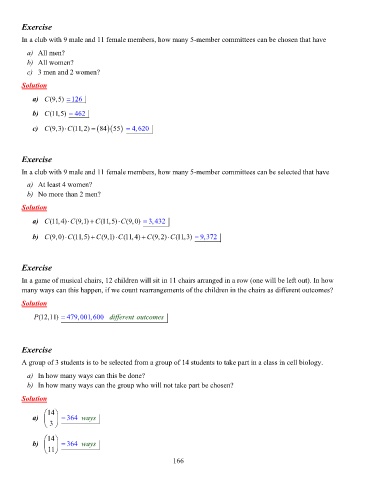 Exercise
In a club with 9 male and 11 female members, how many 5-member committees can be chosen that have
a) All men?
b) All women?
c) 3 men and 2 women?
Solution
a) C(9,5) = 126
b) C(11,5) = 462
c) C(9,3)·C(11,2) = (84)(55) = 4,620
Exercise
In a club with 9 male and 11 female members, how many 5-member committees can be selected that have
a) At least 4 women?
b) No more than 2 men?
Solution
a) C(11,4)·C(9,1)+C(11,5)·C(9,0) = 3,432
b) C(9,0)·C(11,5)+C(9,1)·C(11,4)+C(9,2)·C(11,3) = 9,372
Exercise
In a game of musical chairs, 12 children will sit in 11 chairs arranged in a row (one will be left out). In how
many ways can this happen, if we count rearrangements of the children in the chairs as different outcomes?
Solution
P(12,11) = 479,001,600 different outcomes
Exercise
A group of 3 students is to be selected from a group of 14 students to take part in a class in cell biology.
a) In how many ways can this be done?
b) In how many ways can the group who will not take part be chosen?
Solution
a) (14 3) = 364 ways
b) (14 11) = 364 ways
166